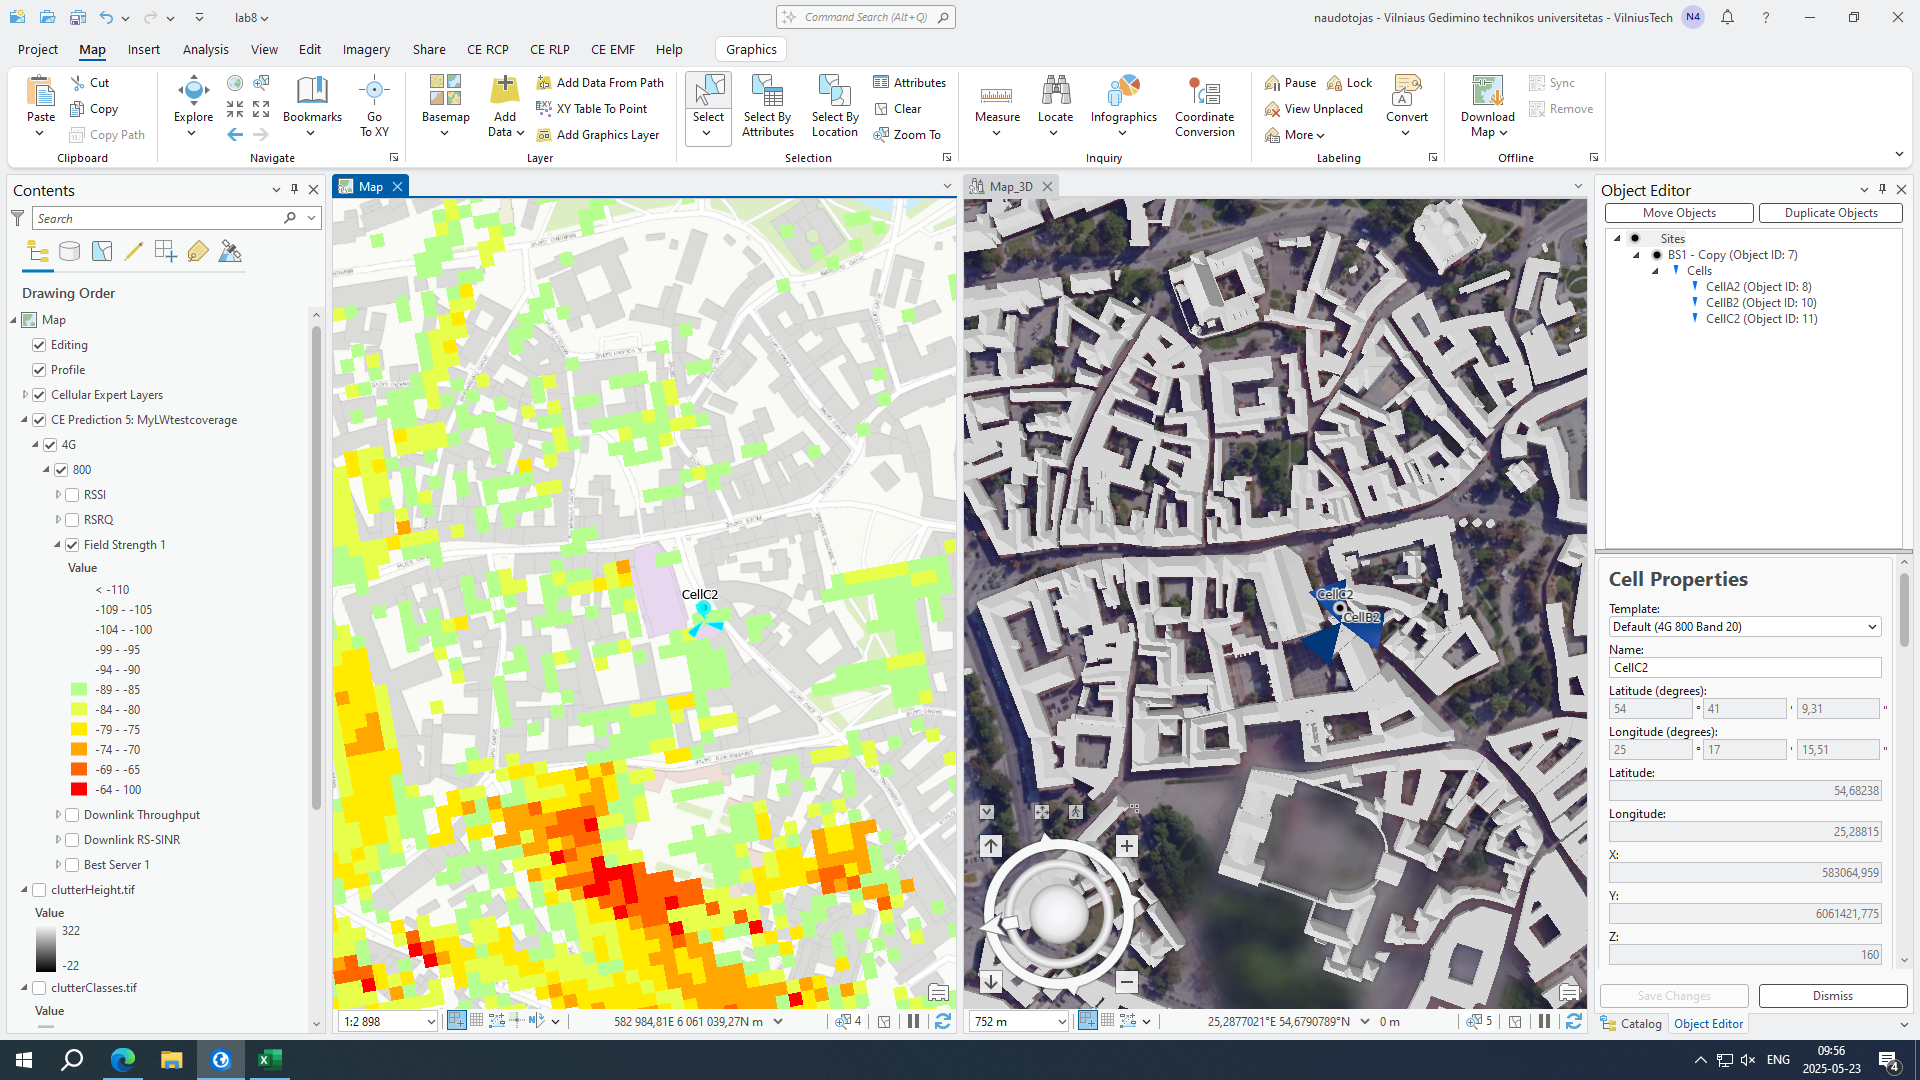 lab8
Command Search (Alt+Q)
naudotojas - Vilniaus Gedimino technikos universitetas - VilniusTech
N4
Project
Map
Insert
Analysis
View
Edit
Imagery
Share
CE RCP
CE RLP
CE EMF
Help
Graphics
Paste
Cut
Copy
Copy Path
Clipboard
Explore
Bookmarks
Go
To XY
Navigate
Basemap
Add
Data
Add Data From Path
XY Table To Point
Add Graphics Layer
Layer
Select
Select By
Attributes
Select By
Location
Attributes
Clear
Zoom To
Selection
Measure
Locate
Infographics
Coordinate
Conversion
Inquiry
Pause
Lock
View Unplaced
More
Convert
Labeling
Download
Map
Sync
Remove
Offline
Contents
Search
Drawing Order
Map
Editing
Profile
Cellular Expert Layers
CE Prediction 5: MyLWtestcoverage
4G
800
RSSI
RSRQ
Field Strength 1
Value
< -110
-109 - -105
-104 - -100
-99 - -95
-94 - -90
-89 - -85
-84 - -80
-79 - -75
-74 - -70
-69 - -65
-64 - 100
Downlink Throughput
Downlink RS-SINR
Best Server 1
clutterHeight.tif
Value
322
-22
clutterClasses.tif
Value
Map
CellC2
1:2 898
582 984,81E 6 061 039,27N m
4
Map_3D
CellC2
CellB2
752 m
25,2877021°E 54,6790789°N
0 m
5
Object Editor
Move Objects
Duplicate Objects
Sites
BS1 - Copy (Object ID: 7)
Cells
CellA2 (Object ID: 8)
CellB2 (Object ID: 10)
CellC2 (Object ID: 11)
Cell Properties
Template:
Default (4G 800 Band 20)
Name:
CellC2
Latitude (degrees):
54 ° 41 ' 9,31 "
Longitude (degrees):
25 ° 17 ' 15,51 "
Latitude:
54,68238
Longitude:
25,28815
X:
583064,959
Y:
6061421,775
Z:
160
Save Changes
Dismiss
Catalog
Object Editor
ENG
09:56
2025-05-23
4